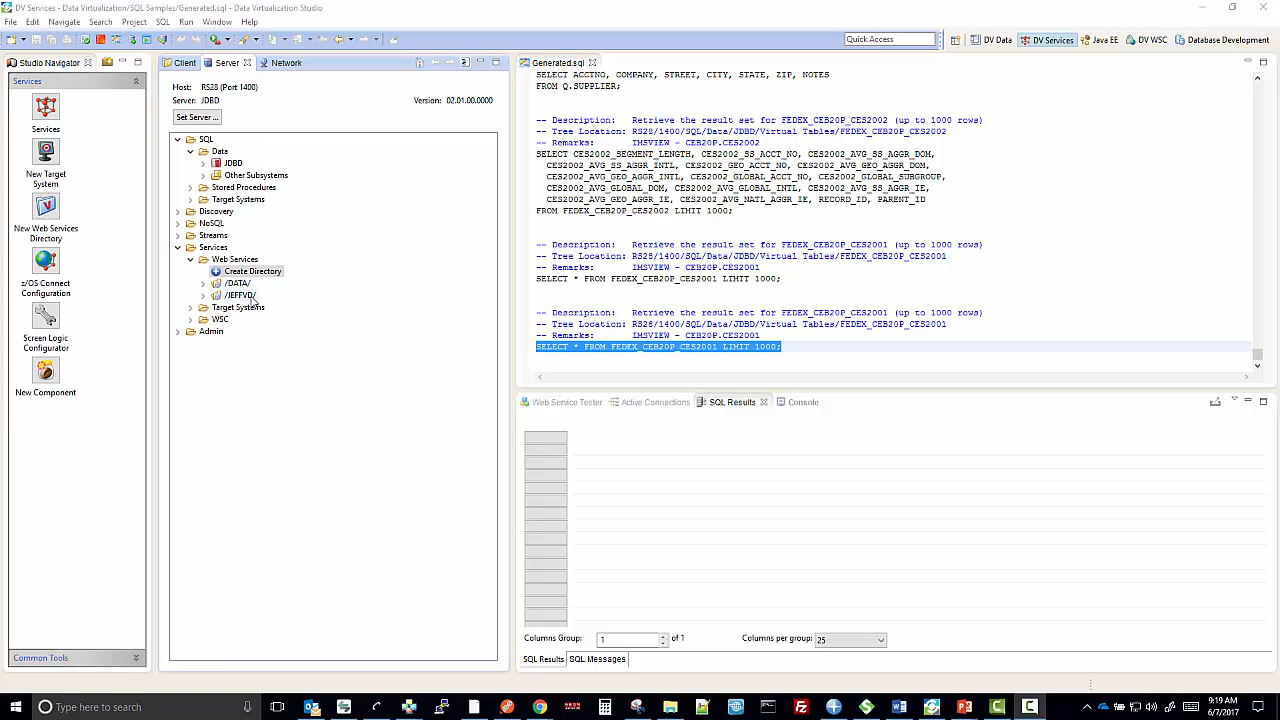 DV Services - Data Virtualization/SQL Samples/Generated.sql - Data Virtualization Studio
File Edit Navigate Search Project SQL Run Window Help
Quick Access
DV Data DV Services Java EE DV WSC Database Development
Studio Navigator
Services
Services
New Target
System
New Web Services
Directory
z/OS Connect
Configuration
Screen Logic
Configurator
New Component
Common Tools
Client Server Network
Host: RS28 (Port 1400)
Server: JDBD Version: 02.01.00.0000
Set Server ...
SQL
Data
JDBD
Other Subsystems
Stored Procedures
Target Systems
Discovery
NoSQL
Streams
Services
Web Services
Create Directory
/DATA/
/JEFFVD/
Target Systems
WSC
Admin
Generated.sql
SELECT ACCTNO, COMPANY, STREET, CITY, STATE, ZIP, NOTES
FROM Q.SUPPLIER;
-- Description: Retrieve the result set for FEDEX_CEB20P_CES2002 (up to 1000 rows)
-- Tree Location: RS28/1400/SQL/Data/JDBD/Virtual Tables/FEDEX_CEB20P_CES2002
-- Remarks: IMSVIEW - CEB20P.CES2002
SELECT CES2002_SEGMENT_LENGTH, CES2002_SS_ACCT_NO, CES2002_AVG_SS_AGGR_DOM,
CES2002_AVG_SS_AGGR_INTL, CES2002_GEO_ACCT_NO, CES2002_AVG_GEO_AGGR_DOM,
CES2002_AVG_GEO_AGGR_INTL, CES2002_GLOBAL_ACCT_NO, CES2002_GLOBAL_SUBGROUP,
CES2002_AVG_GLOBAL_DOM, CES2002_AVG_GLOBAL_INTL, CES2002_AVG_SS_AGGR_IE,
CES2002_AVG_GEO_AGGR_IE, CES2002_AVG_NATL_AGGR_IE, RECORD_ID, PARENT_ID
FROM FEDEX_CEB20P_CES2002 LIMIT 1000;
-- Description: Retrieve the result set for FEDEX_CEB20P_CES2001 (up to 1000 rows)
-- Tree Location: RS28/1400/SQL/Data/JDBD/Virtual Tables/FEDEX_CEB20P_CES2001
-- Remarks: IMSVIEW - CEB20P.CES2001
SELECT * FROM FEDEX_CEB20P_CES2001 LIMIT 1000;
-- Description: Retrieve the result set for FEDEX_CEB20P_CES2001 (up to 1000 rows)
-- Tree Location: RS28/1400/SQL/Data/JDBD/Virtual Tables/FEDEX_CEB20P_CES2001
-- Remarks: IMSVIEW - CEB20P.CES2001
SELECT * FROM FEDEX_CEB20P_CES2001 LIMIT 1000;
Web Service Tester Active Connections SQL Results Console
Columns Group: 1 of 1 Columns per group: 25
SQL Results SQL Messages
Type here to search
9:19 AM
6/7/2017